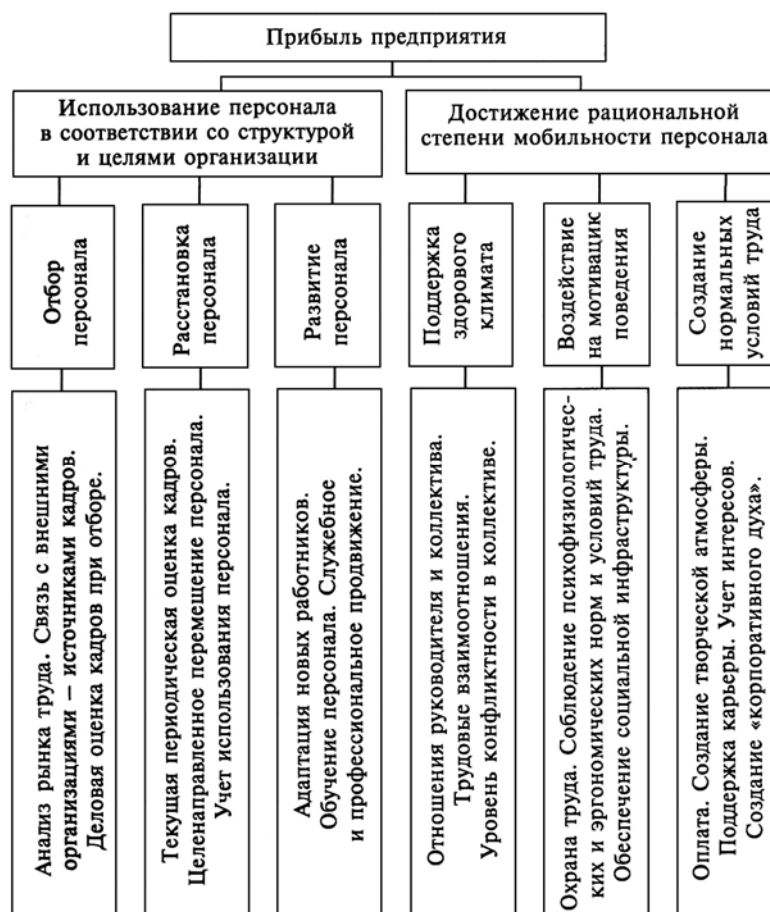 Прибыль предприятия
Использование персонала
в соответствии со структурой
и целями организации
Достижение рациональной
степени мобильности персонала
Отбор
персонала
Расстановка
персонала
Развитие
персонала
Поддержка
здорового
климата
Воздействие
на мотивацик
поведения
Создание
нормальных
условий труда
Анализ рынка труда. Связь с внешними
организациями — источниками кадров.
Деловая оценка кадров при отборе.
Текущая периодическая оценка кадров.
Целенаправленное перемещение персонала.
Учет использования персонала.
Адаптация новых работников.
Обучение персонала. Служебное
и профессиональное продвижение.
Отношения руководителя и коллектива.
Трудовые взаимоотношения.
Уровень конфликтности в коллективе.
Охрана труда. Соблюдение психофизиологичес-
ких и эргономических норм и условий труда.
Обеспечение социальной инфраструктуры.
Оплата. Создание творческой атмосферы.
Поддержка карьеры. Учет интересов.
Создание «корпоративного духа».